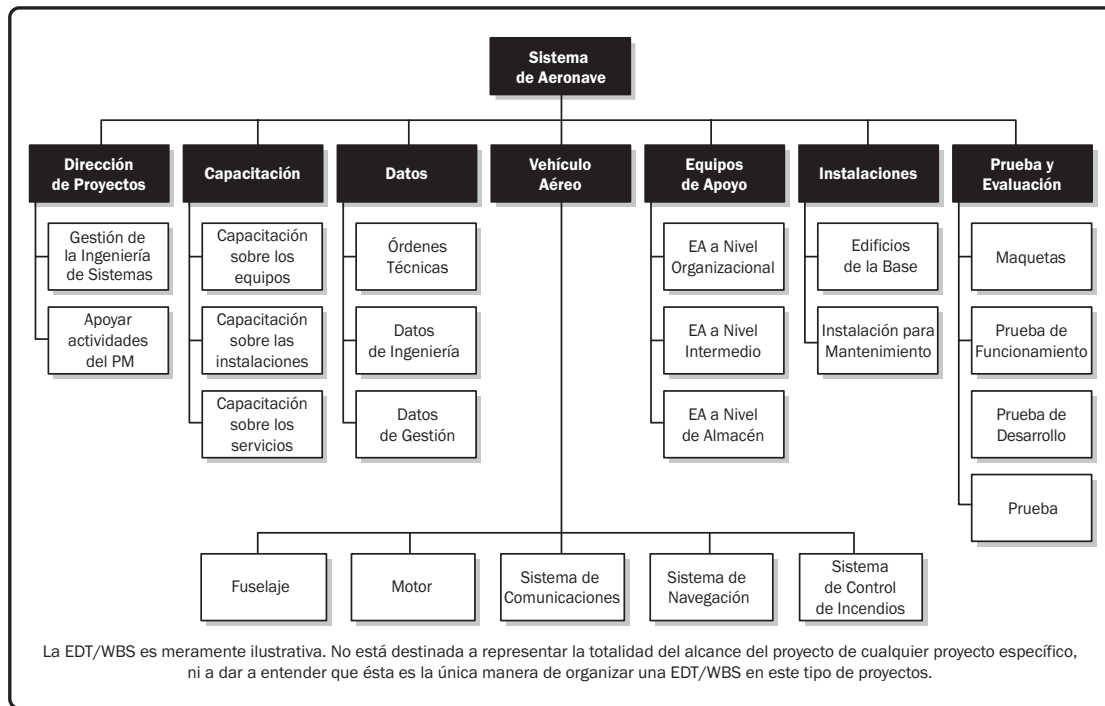 Sistema
de Aeronave
Dirección
de Proyectos
Capacitación
Datos
Vehículo
Aéreo
Equipos
de Apoyo
Instalaciones
Prueba y
Evaluación
Gestión de
la Ingeniería
de Sistemas
Apoyar
actividades
del PM
Capacitación
sobre los
equipos
Capacitación
sobre las
instalaciones
Capacitación
sobre los
servicios
Órdenes
Técnicas
Datos
de Ingeniería
Datos
de Gestión
EA a Nivel
Organizacional
EA a Nivel
Intermedio
EA a Nivel
de Almacén
Edificios
de la Base
Instalación para
Mantenimiento
Maquetas
Prueba de
Funcionamiento
Prueba de
Desarrollo
Prueba
Fuselaje
Motor
Sistema de
Comunicaciones
Sistema de
Navegación
Sistema
de Control
de Incendios
La EDT/WBS es meramente ilustrativa. No está destinada a representar la totalidad del alcance del proyecto de cualquier proyecto específico,
ni a dar a entender que ésta es la única manera de organizar una EDT/WBS en este tipo de proyectos.